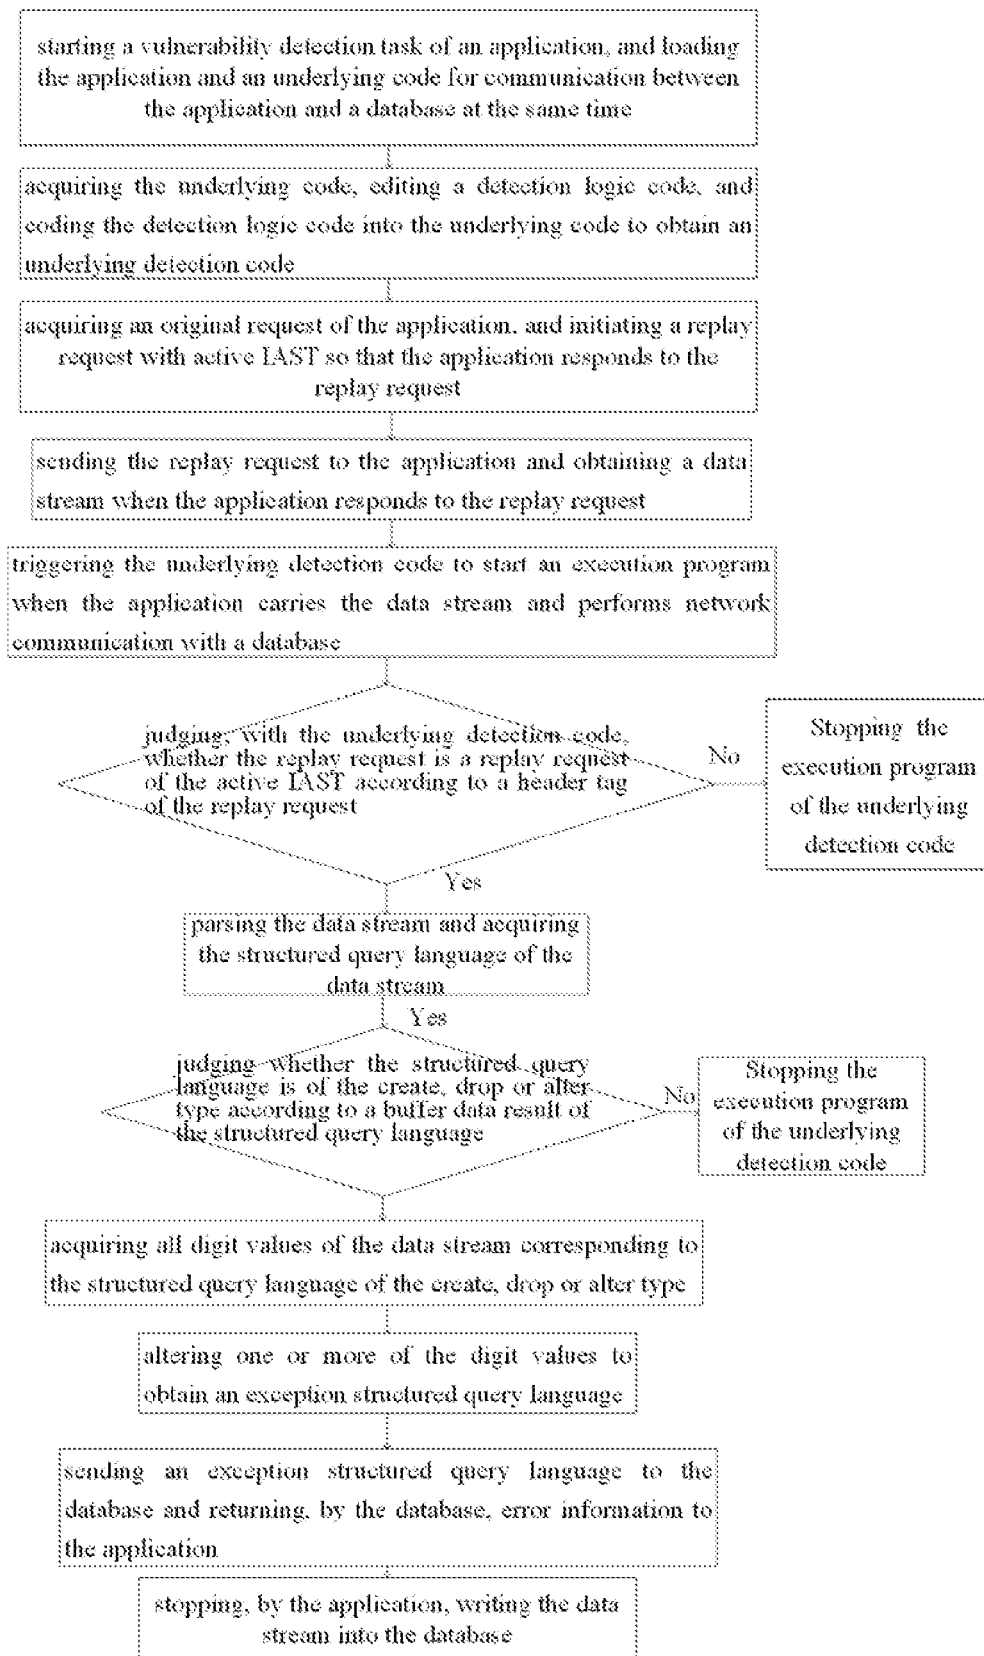 starting a vulnerability detection task of an application, and loading
the application and an underlying code for communication between
the application and a database at the same time
acquiring the underlying code, editing a detection logic code, and
coding the detection logic code into the underlying code to obtain an
underlying detection code
acquiring an original request of the application, and initiating a replay
request with active IAST so that the application responds to the
replay request
sending the replay request to the application and obtaining a data
stream when the application responds to the replay request
triggering the underlying detection code to start an execution program
when the application carries the data stream and performs network
communication with a database
judging, with the underlying detection code,
whether the replay request is a replay request
of the active IAST according to a header tag
of the replay request
No
Stopping the
execution program
of the underlying
detection code
Yes
parsing the data stream and acquiring
the structured query language of the
data stream
Yes
judging whether the structured query
language is of the create, drop or alter
type according to a buffer data result of
the structured query language
No
Stopping the
execution program
of the underlying
detection code
acquiring all digit values of the data stream corresponding to
the structured query language of the create, drop or alter type
altering one or more of the digit values to
obtain an exception structured query language
sending an exception structured query language to the
database and returning, by the database, error information to
the application
stopping, by the application, writing the data
stream into the database